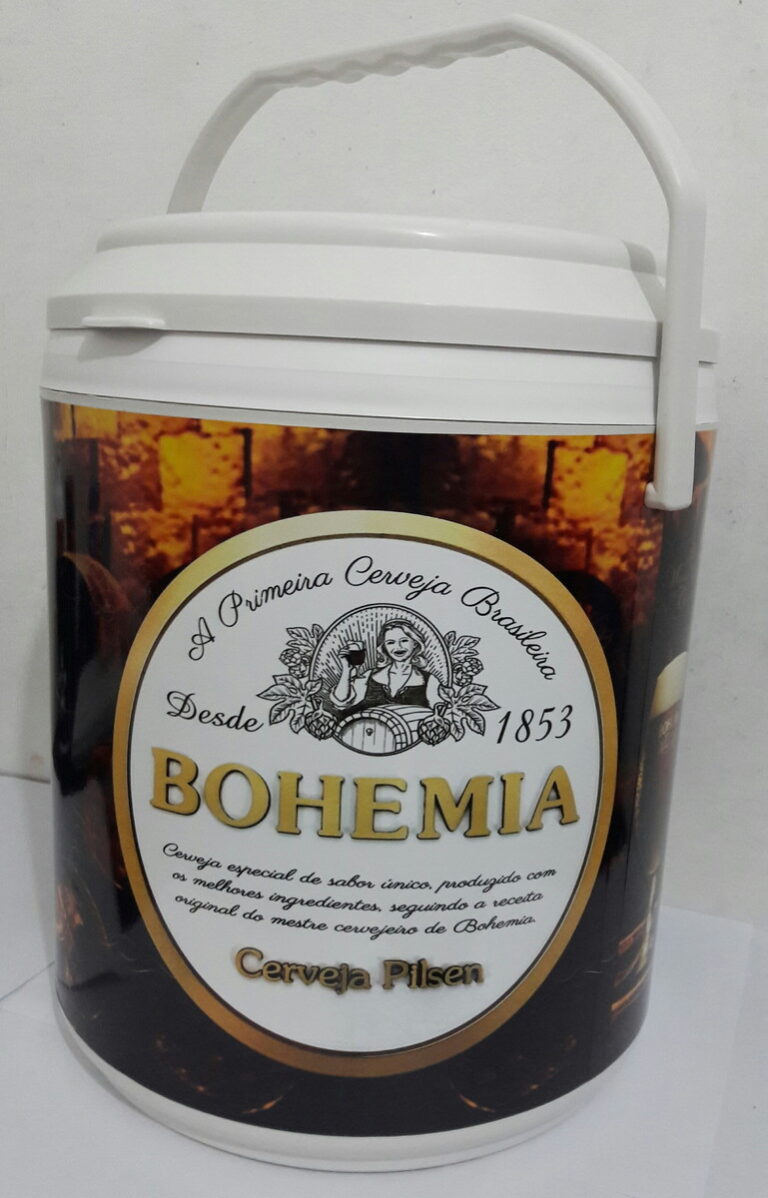 A Primeira Cerveja Brasileira
Desde 1853
BOHEMIA
Cerveja especial de sabor único, produzido com
os melhores ingredientes, seguindo a receita
original do mestre cervejeiro de Bohemia.
Cerveja Pilsen